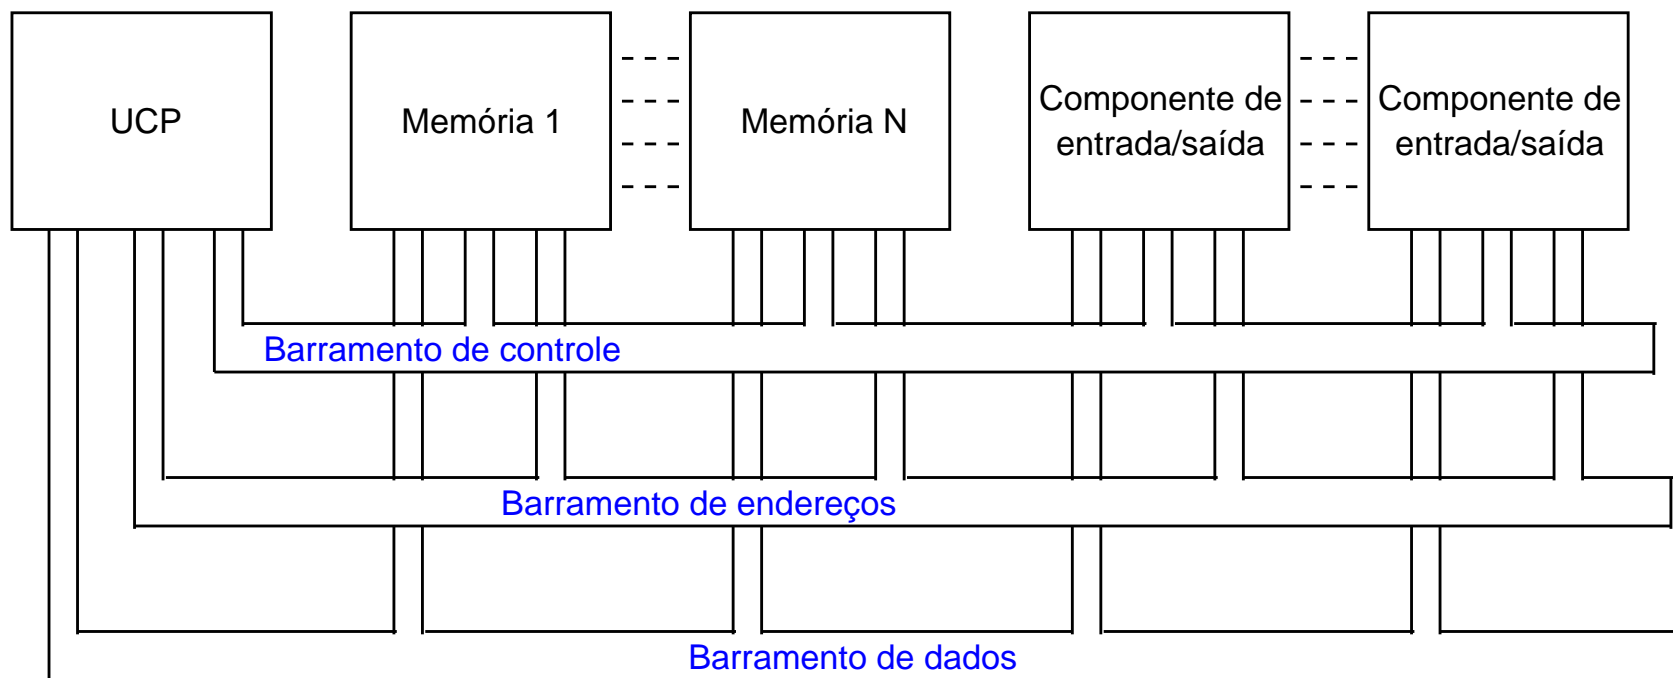 UCP
Memória 1
Memória N
Componente de
entrada/saída
Componente de
entrada/saída
Barramento de controle
Barramento de endereços
Barramento de dados